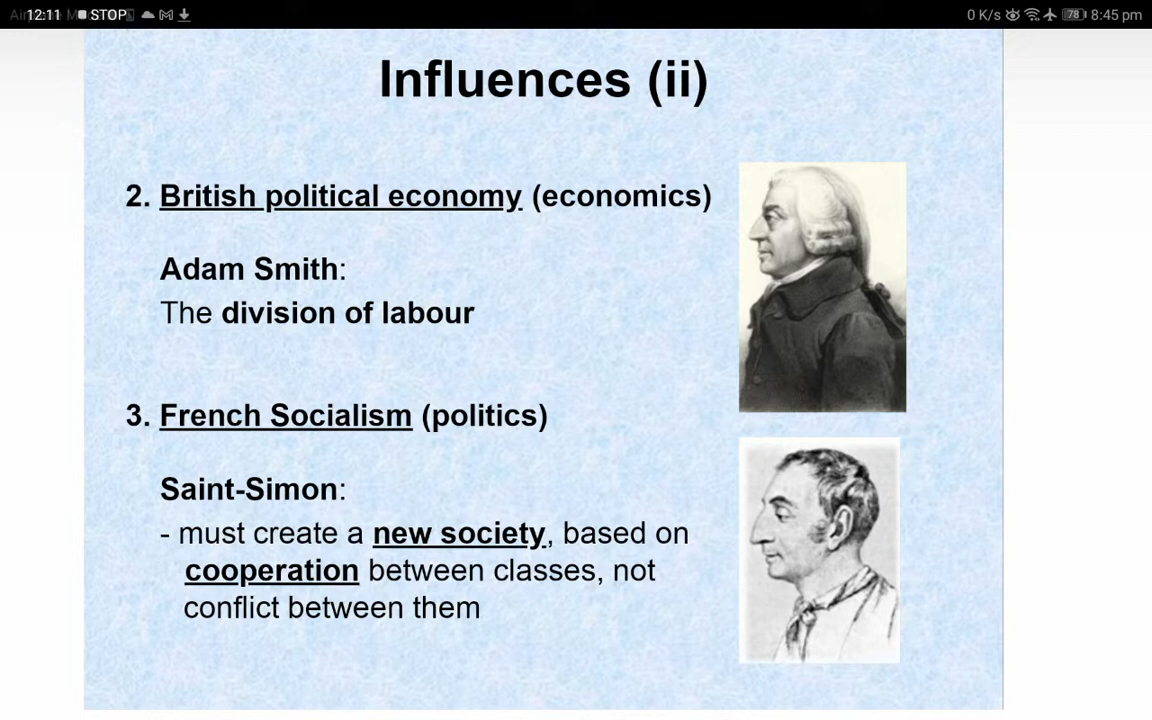 12:11 STOP 0 K/s 78 8:45 pm
Influences (ii)
2. British political economy (economics)
Adam Smith:
The division of labour
3. French Socialism (politics)
Saint-Simon:
- must create a new society, based on
cooperation between classes, not
conflict between them